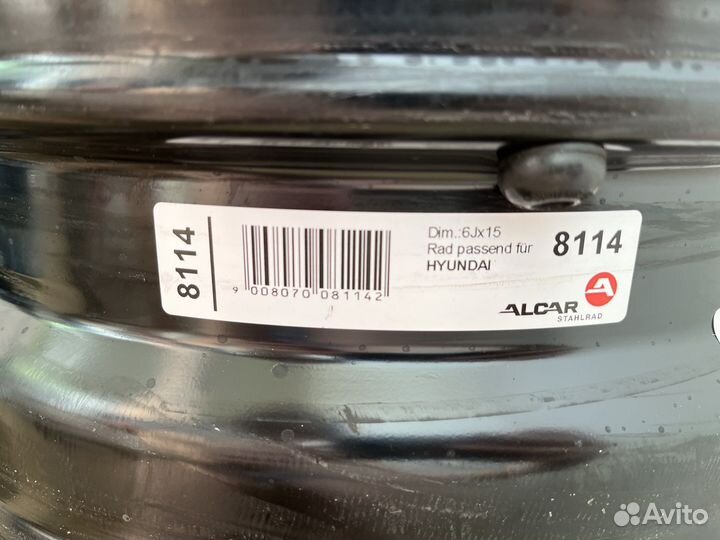 8114
9 008070 081142
Dim.:6Jx15
Rad passend für
HYUNDAI
8114
ALCAR
STAHLRAD
A
Avito